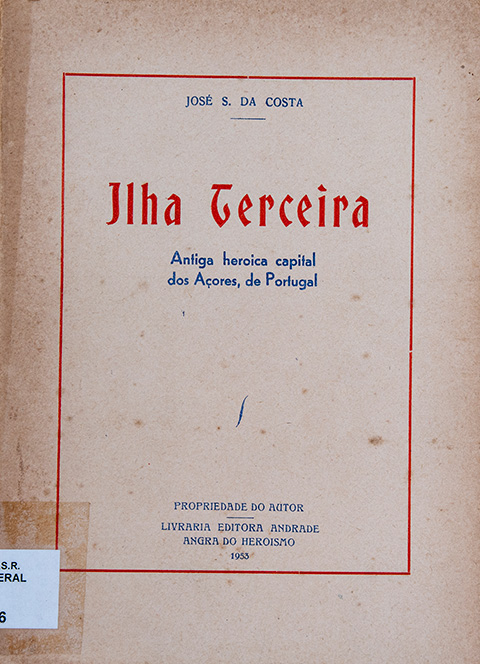 JOSÉ S. DA COSTA
Ilha Terceira
Antiga heroica capital
dos Açores, de Portugal
PROPRIEDADE DO AUTOR
LIVRARIA EDITORA ANDRADE
ANGRA DO HEROISMO
1953
S.R.
ERAL
6